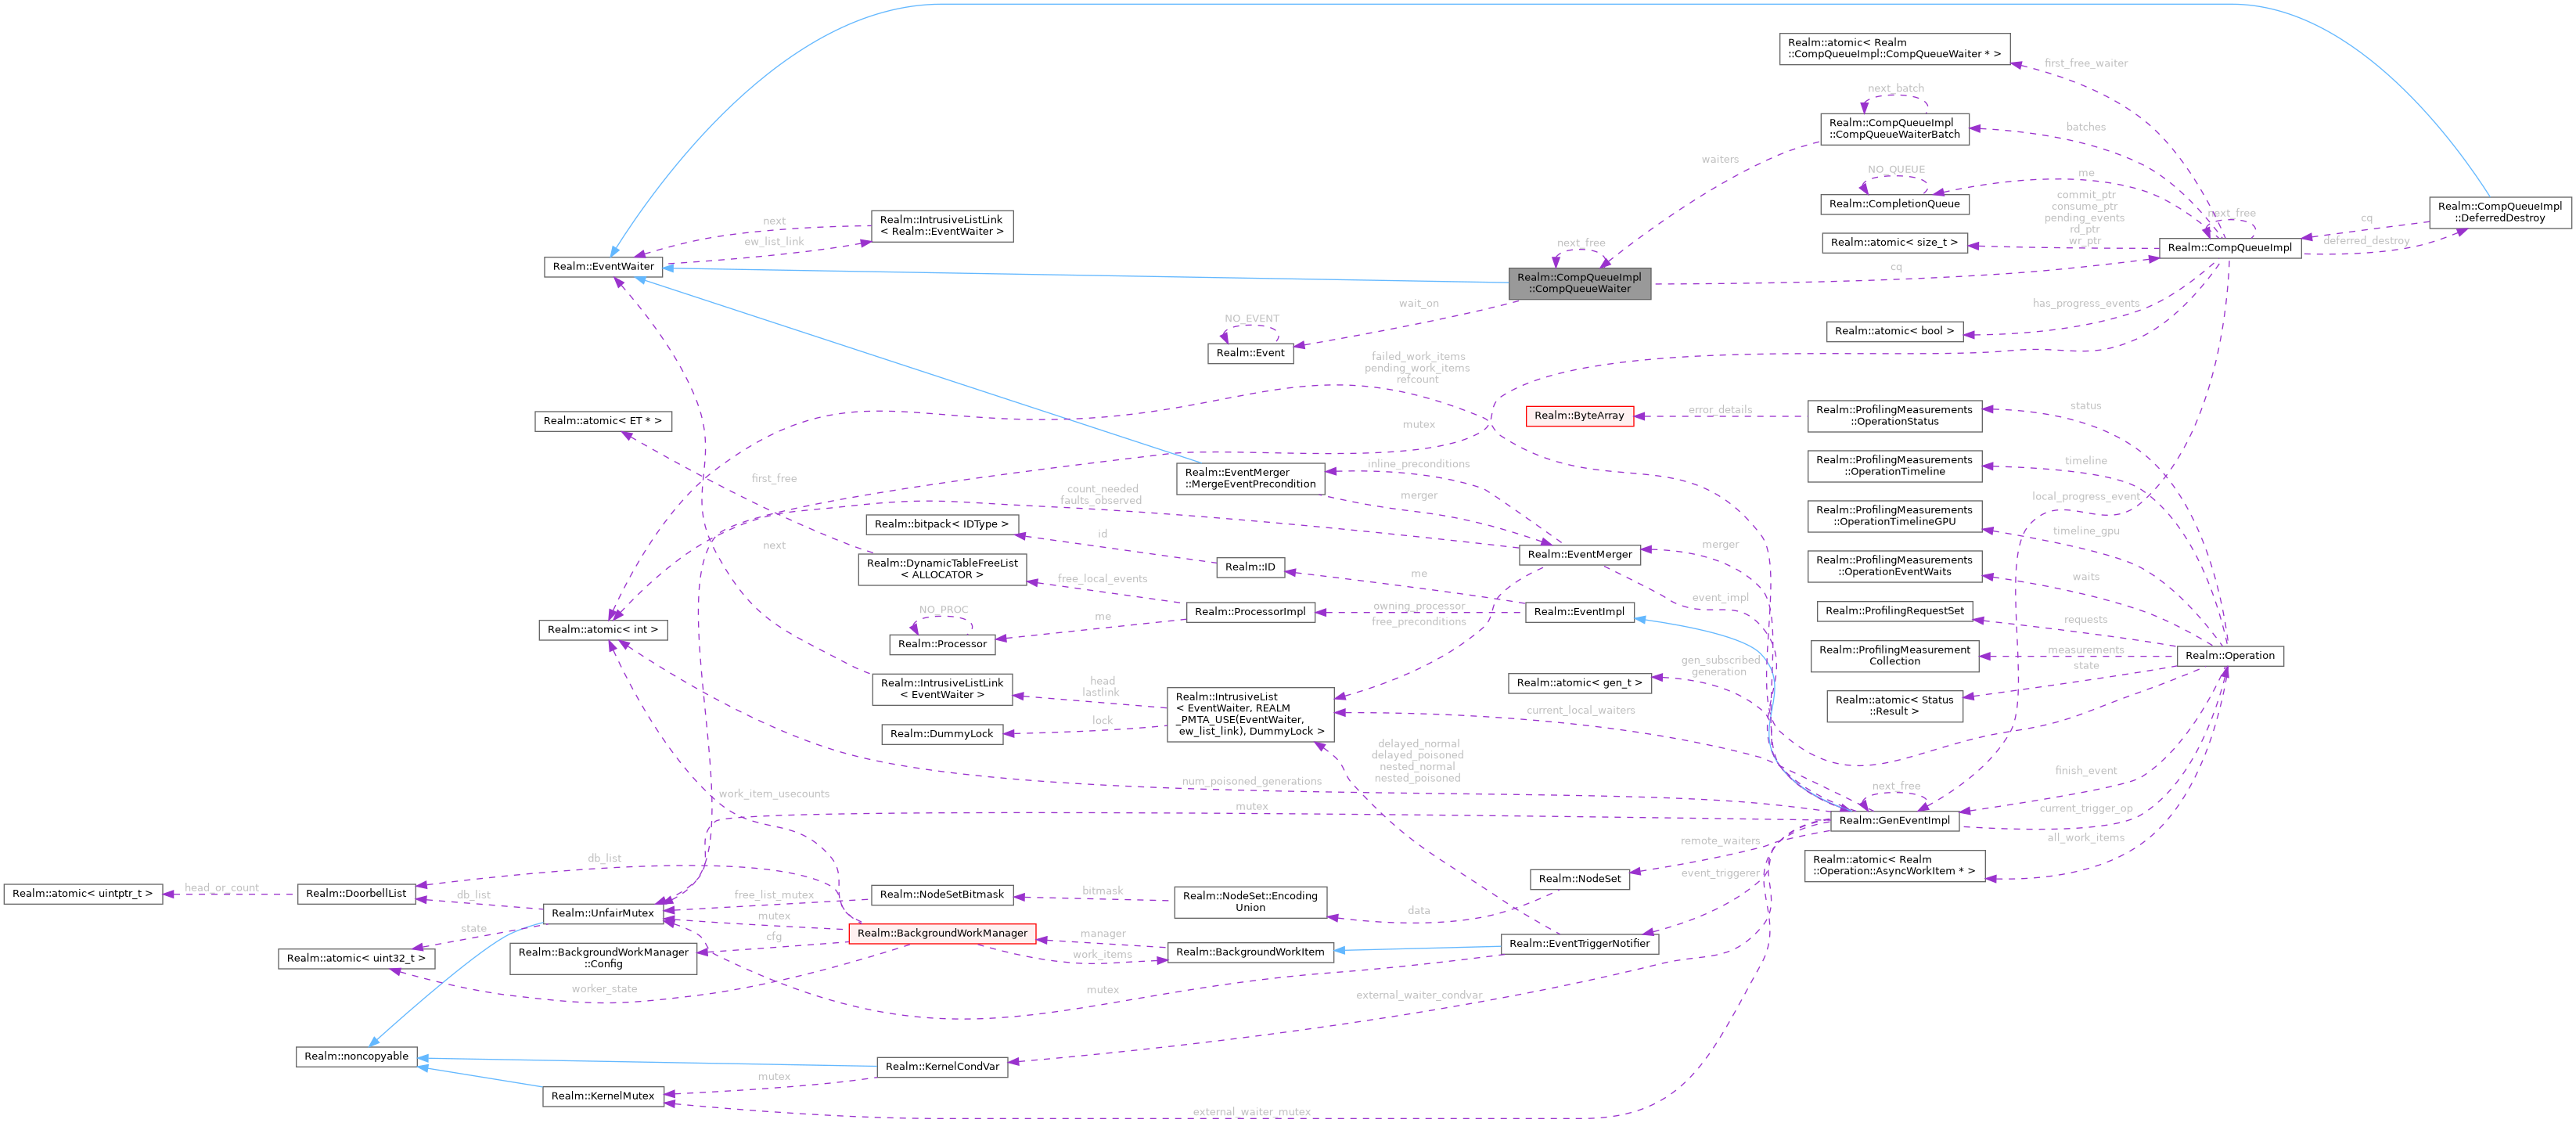 Realm::atomic< Realm
::CompQueueImpl::CompQueueWaiter * >
first_free_waiter
next_batch
Realm::CompQueueImpl
::CompQueueWaiterBatch
batches
waiters
NO_QUEUE
me
Realm::CompletionQueue
commit_ptr
consume_ptr
pending_events
rd_ptr
wr_ptr
Realm::atomic< size_t >
next_free
Realm::CompQueueImpl
cq
deferred_destroy
Realm::CompQueueImpl
::DeferredDestroy
Realm::IntrusiveListLink
< Realm::EventWaiter >
next
ew_list_link
Realm::EventWaiter
next_free
Realm::CompQueueImpl
::CompQueueWaiter
cq
wait_on
NO_EVENT
Realm::Event
has_progress_events
Realm::atomic< bool >
failed_work_items
pending_work_items
refcount
Realm::atomic< ET * >
mutex
Realm::ByteArray
error_details
Realm::ProfilingMeasurements
::OperationStatus
status
Realm::EventMerger
::MergeEventPrecondition
inline_preconditions
merger
Realm::ProfilingMeasurements
::OperationTimeline
timeline
first_free
count_needed
faults_observed
local_progress_event
Realm::ProfilingMeasurements
::OperationTimelineGPU
timeline_gpu
Realm::bitpack< IDType >
id
next
Realm::DynamicTableFreeList
< ALLOCATOR >
free_local_events
Realm::ID
me
Realm::EventMerger
merger
Realm::ProfilingMeasurements
::OperationEventWaits
waits
NO_PROC
me
Realm::Processor
Realm::ProcessorImpl
owning_processor
free_preconditions
Realm::EventImpl
event_impl
Realm::ProfilingRequestSet
requests
Realm::atomic< int >
Realm::ProfilingMeasurement
Collection
measurements
state
Realm::Operation
Realm::IntrusiveListLink
< EventWaiter >
head
lastlink
Realm::IntrusiveList
< EventWaiter, REALM
_PMTA_USE(EventWaiter,
ew_list_link), DummyLock >
gen_subscribed
generation
Realm::atomic< gen_t >
current_local_waiters
Realm::atomic< Status
::Result >
Realm::DummyLock
lock
delayed_normal
delayed_poisoned
nested_normal
nested_poisoned
num_poisoned_generations
finish_event
next_free
work_item_usecounts
mutex
Realm::GenEventImpl
current_trigger_op
all_work_items
remote_waiters
Realm::atomic< Realm
::Operation::AsyncWorkItem * >
db_list
event_triggerer
Realm::NodeSet
Realm::atomic< uintptr_t >
head_or_count
Realm::DoorbellList
db_list
Realm::UnfairMutex
free_list_mutex
Realm::NodeSetBitmask
bitmask
Realm::NodeSet::Encoding
Union
data
state
mutex
Realm::BackgroundWorkManager
manager
cfg
work_items
Realm::BackgroundWorkItem
Realm::EventTriggerNotifier
Realm::atomic< uint32_t >
Realm::BackgroundWorkManager
::Config
worker_state
mutex
external_waiter_condvar
Realm::noncopyable
Realm::KernelCondVar
mutex
Realm::KernelMutex
external_waiter_mutex